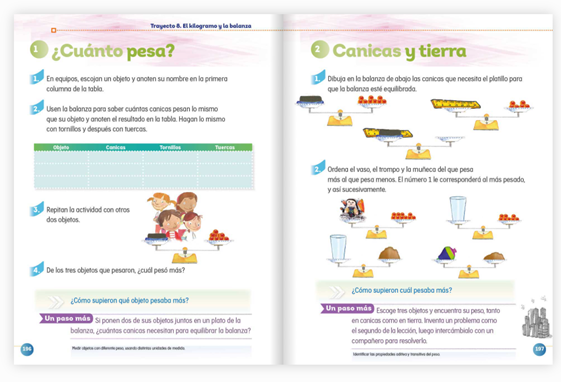 Trayecto 8. El kilogramo y la balanza
1 ¿Cuánto pesa?
1. En equipos, escojan un objeto y anoten su nombre en la primera
columna de la tabla.
2. Usen la balanza para saber cuántas canicas pesan lo mismo
que su objeto y anoten el resultado en la tabla. Hagan lo mismo
con tornillos y después con tuercas.
Objeto Canicas Tornillos Tuercas
3. Repitan la actividad con otros
dos objetos.
4. De los tres objetos que pesaron, ¿cuál pesó más?
¿Cómo supieron qué objeto pesaba más?
Un paso más Si ponen dos de sus objetos juntos en un plato de la
balanza, ¿cuántas canicas necesitan para equilibrar la balanza?
196
Medir objetos con diferente peso, usando distintas unidades de medida.
2 Canicas y tierra
1. Dibuja en la balanza de abajo las canicas que necesita el platillo para
que la balanza esté equilibrada.
2. Ordena el vaso, el trompo y la muñeca del que pesa
más al que pesa menos. El número 1 le corresponderá al más pesado,
y así sucesivamente.
¿Cómo supieron cuál pesaba más?
Un paso más Escoge tres objetos y encuentra su peso, tanto
en canicas como en tierra. Inventa un problema como
el segundo de la lección, luego intercámbialo con un
compañero para resolverlo.
Identificar las propiedades aditiva y transitiva del peso.
197